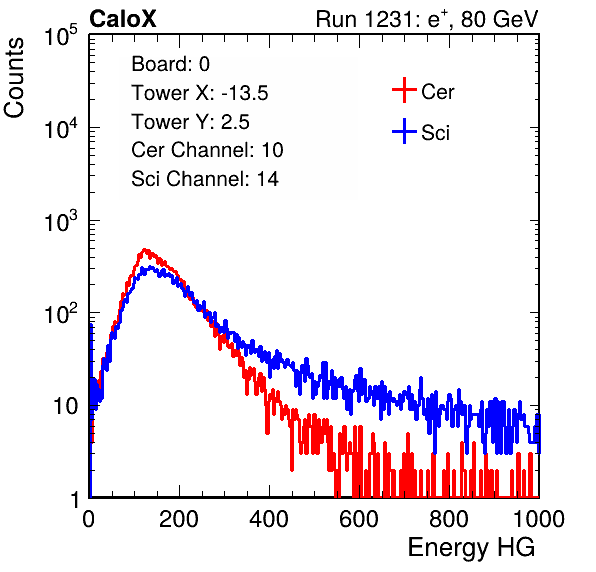 CaloX Run 1231: e⁺, 80 GeV
Counts
10⁵
10⁴
10³
10²
10
1
Board: 0
Tower X: -13.5
Tower Y: 2.5
Cer Channel: 10
Sci Channel: 14
Cer
Sci
0 200 400 600 800 1000
Energy HG